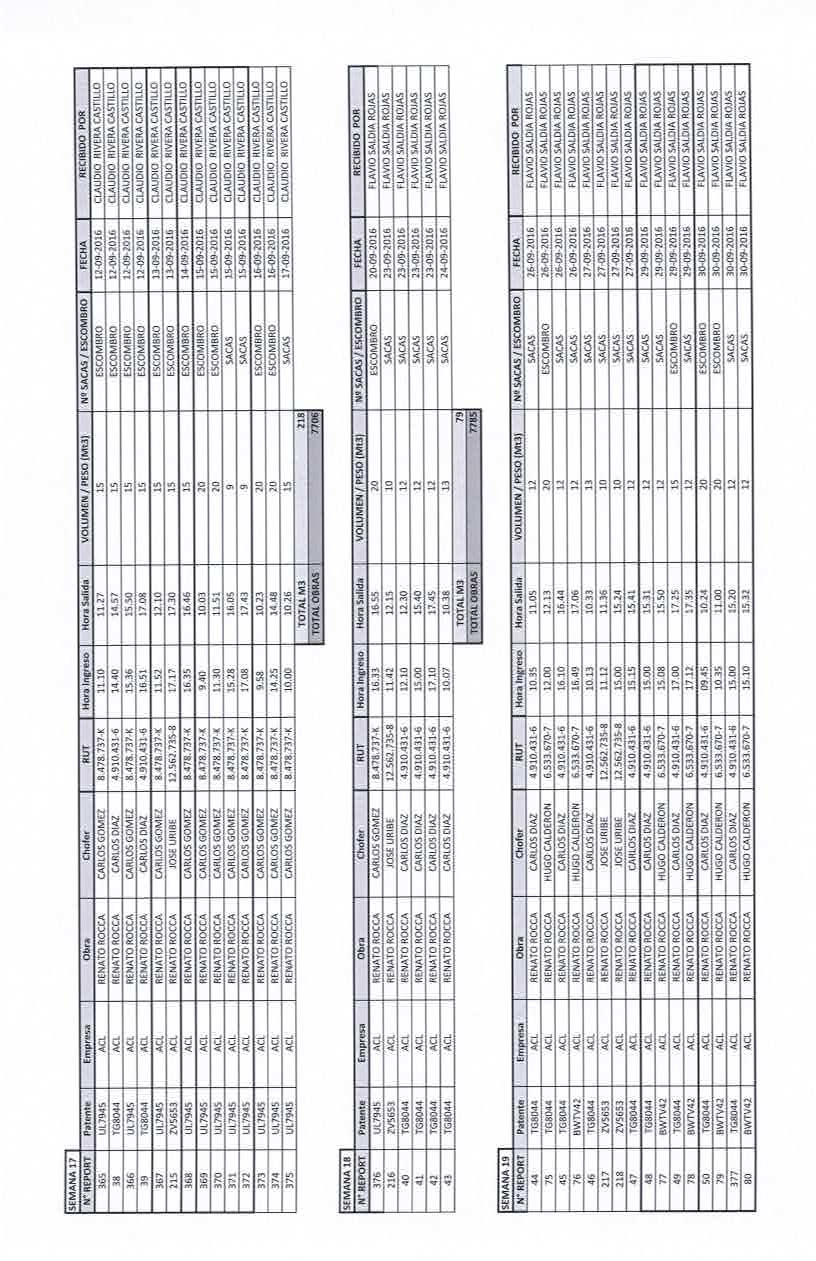 SEMANA 17
N° REPORT Patente Empresa Obra Chofer RUT Hora Ingreso Hora Salida VOLUMEN / PESO (Mt3) Nº SACAS / ESCOMBRO FECHA RECIBIDO POR
365 UL7945 ACL RENATO ROCCA CARLOS GOMEZ 8.478.737-K 11.10 11.27 15 ESCOMBRO 12-09-2016 CLAUDIO RIVERA CASTILLO
38 TG8044 ACL RENATO ROCCA CARLOS DIAZ 4.910.431-6 14.40 14.57 15 ESCOMBRO 12-09-2016 CLAUDIO RIVERA CASTILLO
366 UL7945 ACL RENATO ROCCA CARLOS GOMEZ 8.478.737-K 15.36 15.50 15 ESCOMBRO 12-09-2016 CLAUDIO RIVERA CASTILLO
39 TG8044 ACL RENATO ROCCA CARLOS DIAZ 4.910.431-6 16.51 17.08 15 ESCOMBRO 12-09-2016 CLAUDIO RIVERA CASTILLO
367 UL7945 ACL RENATO ROCCA CARLOS GOMEZ 8.478.737-K 11.52 12.10 15 ESCOMBRO 13-09-2016 CLAUDIO RIVERA CASTILLO
215 ZV5653 ACL RENATO ROCCA JOSE URIBE 12.562.735-8 17.17 17.30 15 ESCOMBRO 13-09-2016 CLAUDIO RIVERA CASTILLO
368 UL7945 ACL RENATO ROCCA CARLOS GOMEZ 8.478.737-K 16.35 16.46 15 ESCOMBRO 14-09-2016 CLAUDIO RIVERA CASTILLO
369 UL7945 ACL RENATO ROCCA CARLOS GOMEZ 8.478.737-K 9.40 10.03 20 ESCOMBRO 15-09-2016 CLAUDIO RIVERA CASTILLO
370 UL7945 ACL RENATO ROCCA CARLOS GOMEZ 8.478.737-K 11.30 11.51 20 ESCOMBRO 15-09-2016 CLAUDIO RIVERA CASTILLO
371 UL7945 ACL RENATO ROCCA CARLOS GOMEZ 8.478.737-K 15.28 16.05 9 SACAS 15-09-2016 CLAUDIO RIVERA CASTILLO
372 UL7945 ACL RENATO ROCCA CARLOS GOMEZ 8.478.737-K 17.08 17.43 9 SACAS 15-09-2016 CLAUDIO RIVERA CASTILLO
373 UL7945 ACL RENATO ROCCA CARLOS GOMEZ 8.478.737-K 9.58 10.23 20 ESCOMBRO 16-09-2016 CLAUDIO RIVERA CASTILLO
374 UL7945 ACL RENATO ROCCA CARLOS GOMEZ 8.478.737-K 14.25 14.48 20 ESCOMBRO 16-09-2016 CLAUDIO RIVERA CASTILLO
375 UL7945 ACL RENATO ROCCA CARLOS GOMEZ 8.478.737-K 10.00 10.26 15 SACAS 17-09-2016 CLAUDIO RIVERA CASTILLO
TOTAL M3 218
TOTAL OBRAS 7706
SEMANA 18
N° REPORT Patente Empresa Obra Chofer RUT Hora Ingreso Hora Salida VOLUMEN / PESO (Mt3) Nº SACAS / ESCOMBRO FECHA RECIBIDO POR
376 UL7945 ACL RENATO ROCCA CARLOS GOMEZ 8.478.737-K 16.33 16.55 20 ESCOMBRO 20-09-2016 FLAVIO SALDIA ROJAS
216 ZV5653 ACL RENATO ROCCA JOSE URIBE 12.562.735-8 11.42 12.15 10 SACAS 23-09-2016 FLAVIO SALDIA ROJAS
40 TG8044 ACL RENATO ROCCA CARLOS DIAZ 4.910.431-6 12.10 12.30 12 SACAS 23-09-2016 FLAVIO SALDIA ROJAS
41 TG8044 ACL RENATO ROCCA CARLOS DIAZ 4.910.431-6 15.00 15.40 12 SACAS 23-09-2016 FLAVIO SALDIA ROJAS
42 TG8044 ACL RENATO ROCCA CARLOS DIAZ 4.910.431-6 17.10 17.45 12 SACAS 23-09-2016 FLAVIO SALDIA ROJAS
43 TG8044 ACL RENATO ROCCA CARLOS DIAZ 4.910.431-6 10.07 10.38 13 SACAS 24-09-2016 FLAVIO SALDIA ROJAS
TOTAL M3 79
TOTAL OBRAS 7785
SEMANA 19
N° REPORT Patente Empresa Obra Chofer RUT Hora Ingreso Hora Salida VOLUMEN / PESO (Mt3) Nº SACAS / ESCOMBRO FECHA RECIBIDO POR
44 TG8044 ACL RENATO ROCCA CARLOS DIAZ 4.910.431-6 10.35 11.05 12 SACAS 26-09-2016 FLAVIO SALDIA ROJAS
75 BWTV42 ACL RENATO ROCCA HUGO CALDERON 6.533.670-7 12.00 12.13 20 ESCOMBRO 26-09-2016 FLAVIO SALDIA ROJAS
45 TG8044 ACL RENATO ROCCA CARLOS DIAZ 4.910.431-6 16.10 16.44 12 SACAS 26-09-2016 FLAVIO SALDIA ROJAS
76 BWTV42 ACL RENATO ROCCA HUGO CALDERON 6.533.670-7 16.49 17.06 12 SACAS 26-09-2016 FLAVIO SALDIA ROJAS
46 TG8044 ACL RENATO ROCCA CARLOS DIAZ 4.910.431-6 10.13 10.33 13 SACAS 27-09-2016 FLAVIO SALDIA ROJAS
217 ZV5653 ACL RENATO ROCCA JOSE URIBE 12.562.735-8 11.12 11.36 10 SACAS 27-09-2016 FLAVIO SALDIA ROJAS
218 ZV5653 ACL RENATO ROCCA JOSE URIBE 12.562.735-8 15.00 15.24 10 SACAS 27-09-2016 FLAVIO SALDIA ROJAS
47 TG8044 ACL RENATO ROCCA CARLOS DIAZ 4.910.431-6 15.15 15.41 12 SACAS 27-09-2016 FLAVIO SALDIA ROJAS
48 TG8044 ACL RENATO ROCCA CARLOS DIAZ 4.910.431-6 15.00 15.31 12 SACAS 29-09-2016 FLAVIO SALDIA ROJAS
77 BWTV42 ACL RENATO ROCCA HUGO CALDERON 6.533.670-7 15.08 15.50 12 SACAS 29-09-2016 FLAVIO SALDIA ROJAS
49 TG8044 ACL RENATO ROCCA CARLOS DIAZ 4.910.431-6 17.00 17.25 15 ESCOMBRO 29-09-2016 FLAVIO SALDIA ROJAS
78 BWTV42 ACL RENATO ROCCA HUGO CALDERON 6.533.670-7 17.12 17.35 12 SACAS 29-09-2016 FLAVIO SALDIA ROJAS
50 TG8044 ACL RENATO ROCCA CARLOS DIAZ 4.910.431-6 09.45 10.24 20 ESCOMBRO 30-09-2016 FLAVIO SALDIA ROJAS
79 BWTV42 ACL RENATO ROCCA HUGO CALDERON 6.533.670-7 10.35 11.00 20 ESCOMBRO 30-09-2016 FLAVIO SALDIA ROJAS
377 TG8044 ACL RENATO ROCCA CARLOS DIAZ 4.910.431-6 15.00 15.20 12 SACAS 30-09-2016 FLAVIO SALDIA ROJAS
80 BWTV42 ACL RENATO ROCCA HUGO CALDERON 6.533.670-7 15.10 15.32 12 SACAS 30-09-2016 FLAVIO SALDIA ROJAS